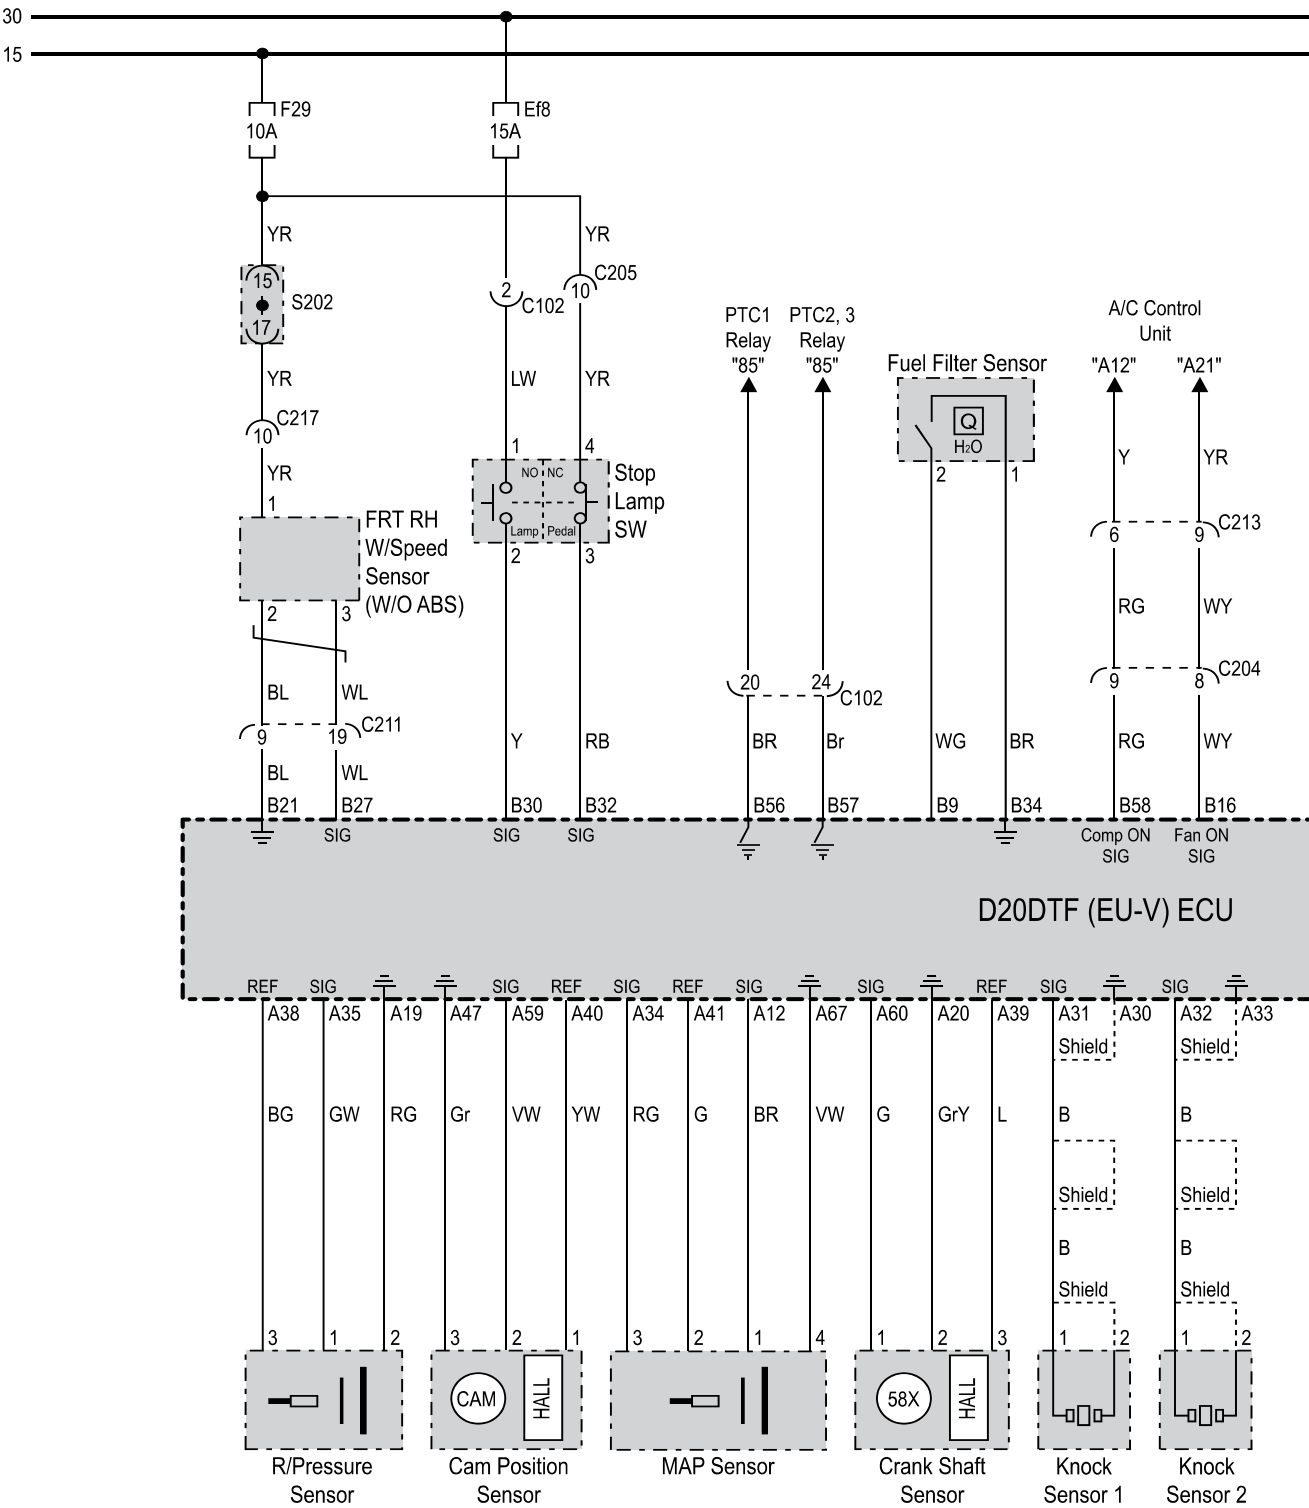 30
15
F29
10A
Ef8
15A
YR
YR
15
S202
17
2
C102
C205
10
PTC1
Relay
"85"
PTC2, 3
Relay
"85"
A/C Control
Unit
"A12"
"A21"
Fuel Filter Sensor
Q
H2O
2
1
YR
C217
10
LW
YR
YR
1
1
4
NO
NC
Lamp
Pedal
Stop
Lamp
SW
2
3
Y
YR
FRT RH
W/Speed
Sensor
(W/O ABS)
2
3
6
9
C213
RG
WY
BL
WL
20
24
C102
9
8
C204
9
19
C211
Y
RB
BR
Br
WG
BR
RG
WY
BL
WL
B21
B27
B30
B32
B56
B57
B9
B34
B58
B16
SIG
SIG
SIG
Comp ON
SIG
Fan ON
SIG
D20DTF (EU-V) ECU
REF
SIG
SIG
REF
SIG
REF
SIG
SIG
REF
SIG
SIG
A38
A35
A19
A47
A59
A40
A34
A41
A12
A67
A60
A20
A39
A31
A30
A32
A33
Shield
Shield
BG
GW
RG
Gr
VW
YW
RG
G
BR
VW
G
GrY
L
B
B
Shield
Shield
B
B
Shield
Shield
3
1
2
3
2
1
3
2
1
4
1
2
3
1
2
1
2
CAM
HALL
58X
HALL
R/Pressure
Sensor
Cam Position
Sensor
MAP Sensor
Crank Shaft
Sensor
Knock
Sensor 1
Knock
Sensor 2